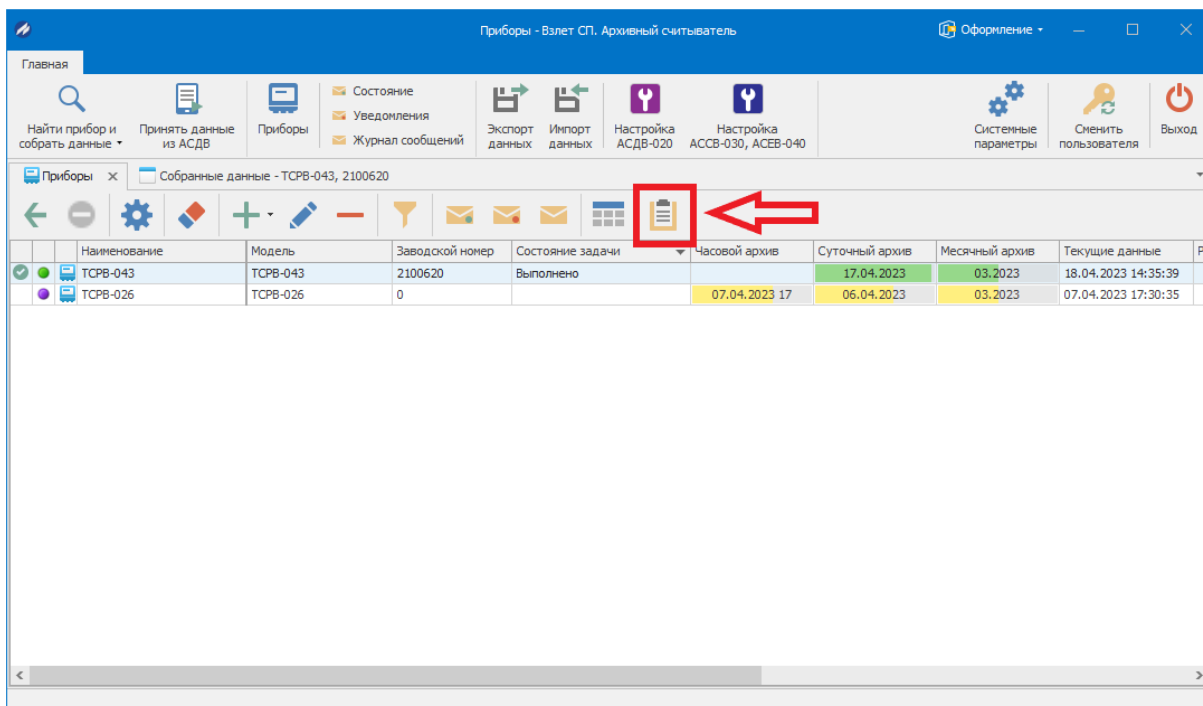 Приборы - Взлет СП. Архивный считыватель
Оформление
Главная
Найти прибор и собрать данные
Принять данные из АСДВ
Приборы
Состояние
Уведомления
Журнал сообщений
Экспорт данных
Импорт данных
Настройка АСДВ-020
Настройка АССВ-030, АСЕВ-040
Системные параметры
Сменить пользователя
Выход
Приборы
Собранные данные - ТСРВ-043, 2100620
Наименование Модель Заводской номер Состояние задачи Часовой архив Суточный архив Месячный архив Текущие данные
ТСРВ-043 ТСРВ-043 2100620 Выполнено 17.04.2023 03.2023 18.04.2023 14:35:39
ТСРВ-026 ТСРВ-026 0 07.04.2023 17 06.04.2023 03.2023 07.04.2023 17:30:35